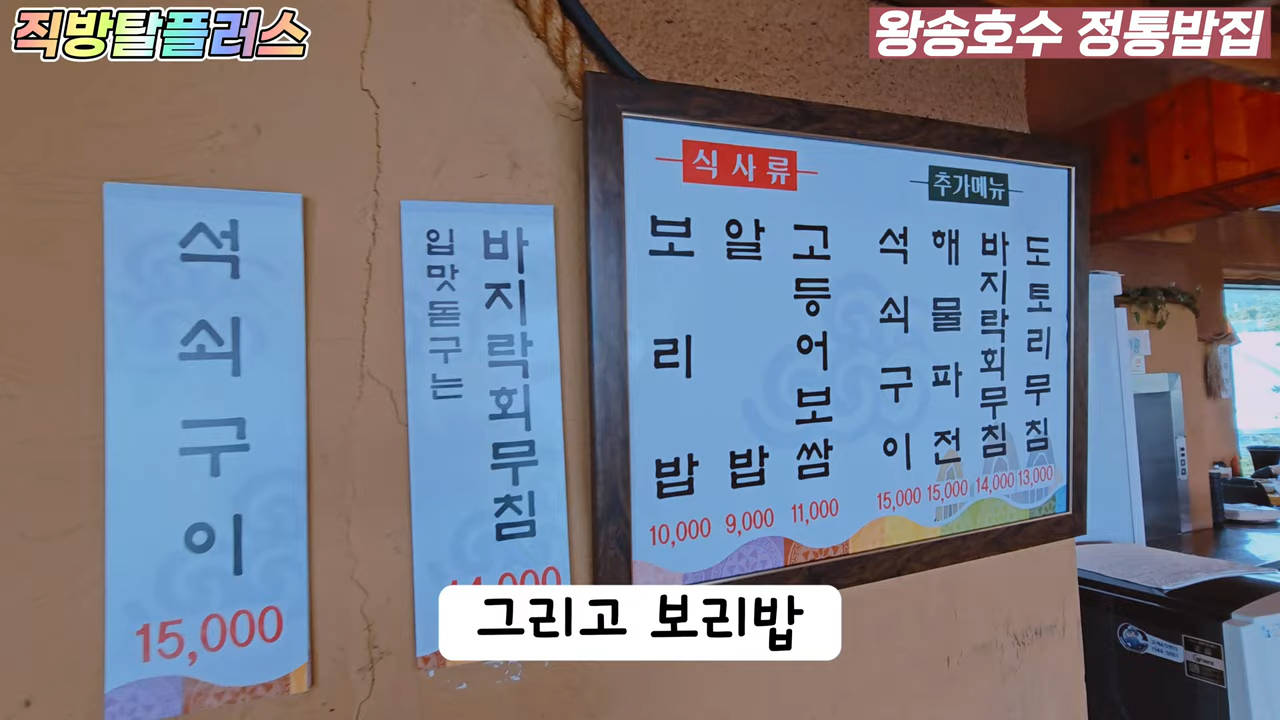 직방탈플러스
왕송호수 정통밥집
석쇠구이
15,000
입맛돋구는
바지락회무침
14,000
식사류
보리밥
10,000
알밥
9,000
고등어보쌈
11,000
추가메뉴
석쇠구이
15,000
해물파전
15,000
바지락회무침
14,000
도토리무침
13,000
그리고 보리밥